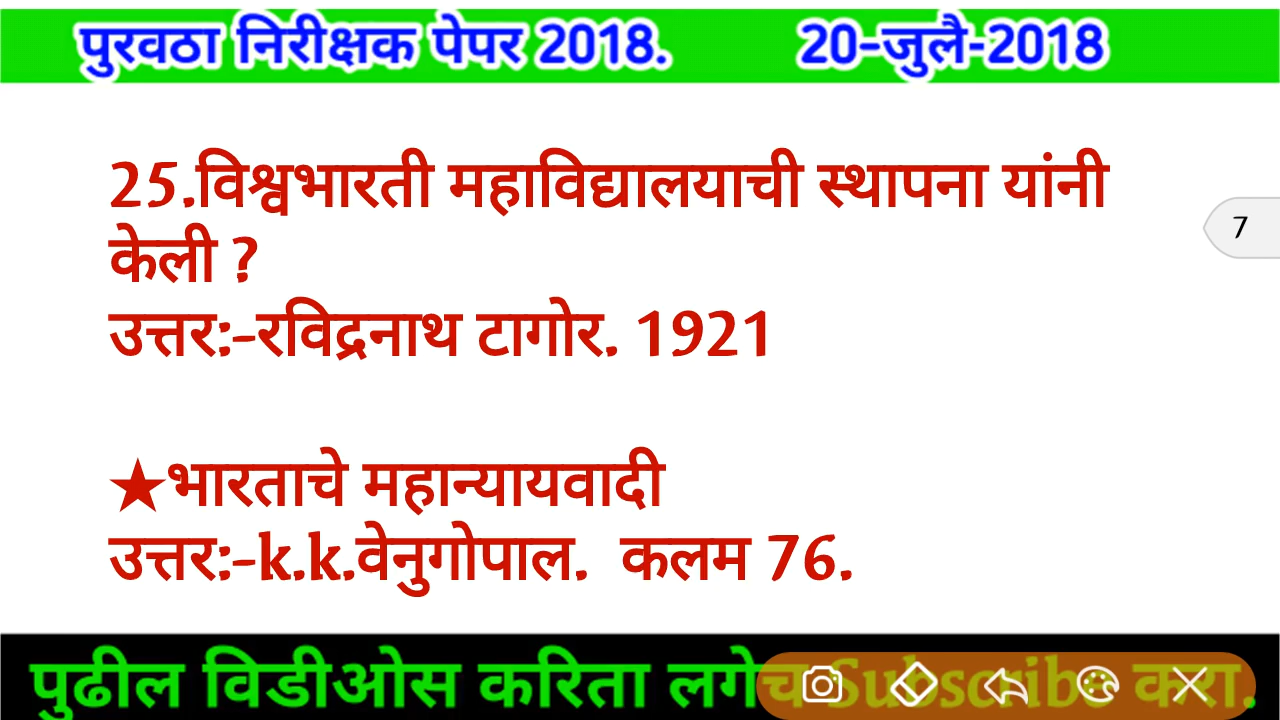 पुरवठा निरीक्षक पेपर 2018. 20-जुलै-2018
25.विश्वभारती महाविद्यालयाची स्थापना यांनी
7
केली ?
उत्तर:-रविद्रनाथ टागोर. 1921
★भारताचे महान्यायवादी
उत्तर:-k.k.वेनुगोपाल. कलम 76.
पुढील विडीओस करिता लगेच Subscribe करा.